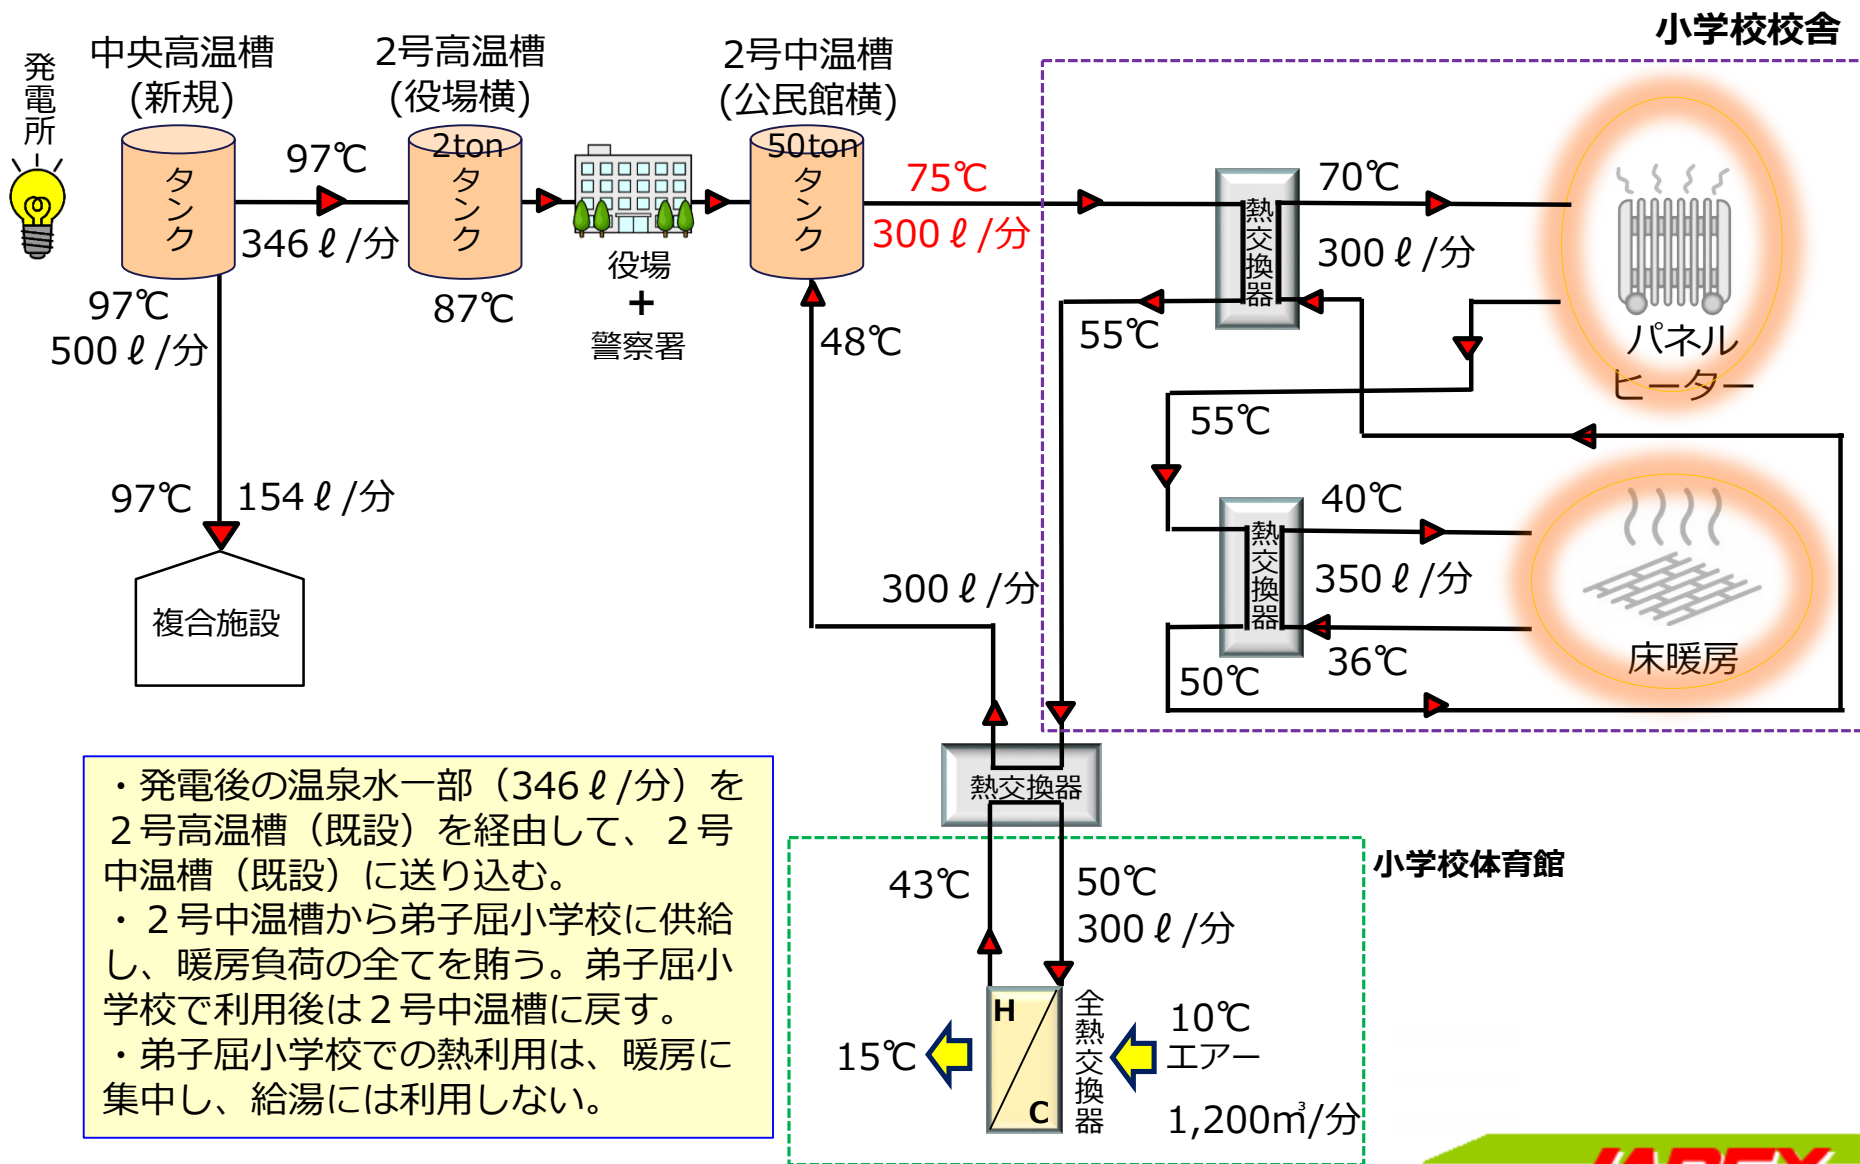 小学校校舎
発電所
中央高温槽
(新規)
2号高温槽
(役場横)
2号中温槽
(公民館横)
タンク
97℃
346ℓ/分
2ton
タンク
50ton
タンク
75℃
300ℓ/分
熱交換器
70℃
300ℓ/分
97℃
500ℓ/分
87℃
役場
+
警察署
48℃
55℃
パネル
ヒーター
55℃
97℃
154ℓ/分
複合施設
熱交換器
40℃
350ℓ/分
36℃
50℃
床暖房
300ℓ/分
熱交換器
・発電後の温泉水一部（346ℓ/分）を
２号高温槽（既設）を経由して、２号
中温槽（既設）に送り込む。
・２号中温槽から弟子屈小学校に供給
し、暖房負荷の全てを賄う。弟子屈小
学校で利用後は２号中温槽に戻す。
・弟子屈小学校での熱利用は、暖房に
集中し、給湯には利用しない。
小学校体育館
43℃
50℃
300ℓ/分
H
C
全熱交換器
15℃
10℃
エアー
1,200㎥/分